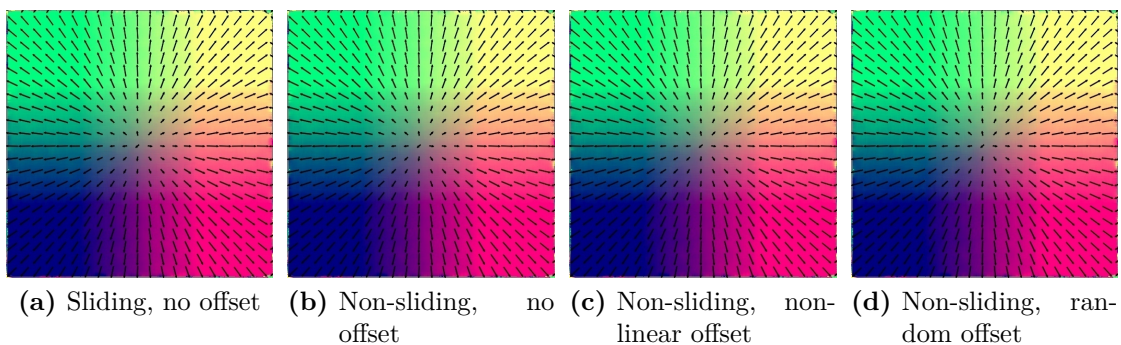 (a) Sliding, no offset
(b) Non-sliding, no
offset
(c) Non-sliding, non-
linear offset
(d) Non-sliding, ran-
dom offset